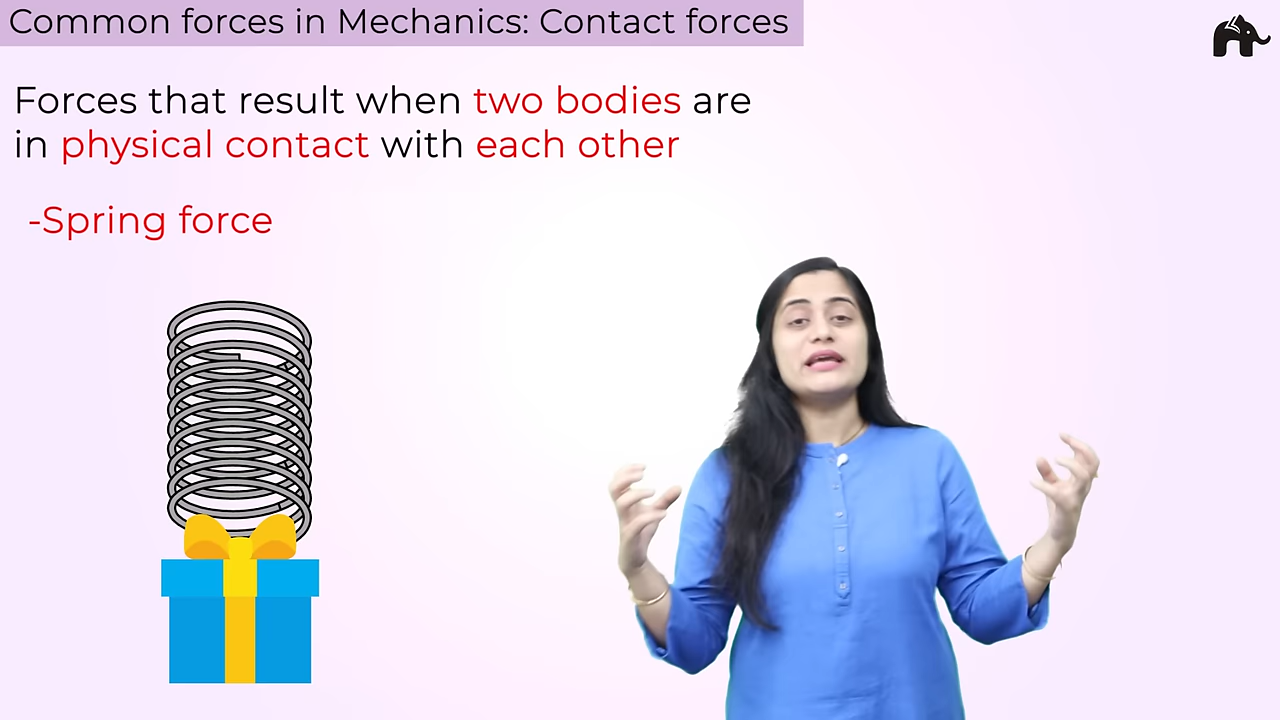 Common forces in Mechanics: Contact forces
Forces that result when two bodies are
in physical contact with each other
-Spring force